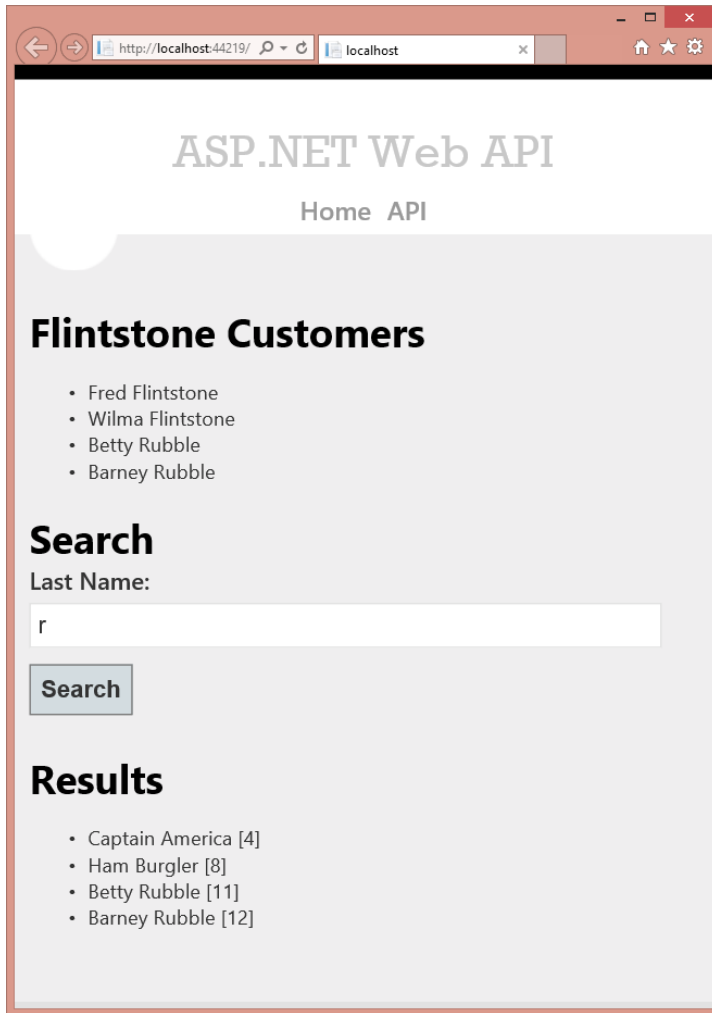 http://localhost:44219/
localhost
ASP.NET Web API
Home API
Flintstone Customers
• Fred Flintstone
• Wilma Flintstone
• Betty Rubble
• Barney Rubble
Search
Last Name:
r
Search
Results
• Captain America [4]
• Ham Burgler [8]
• Betty Rubble [11]
• Barney Rubble [12]